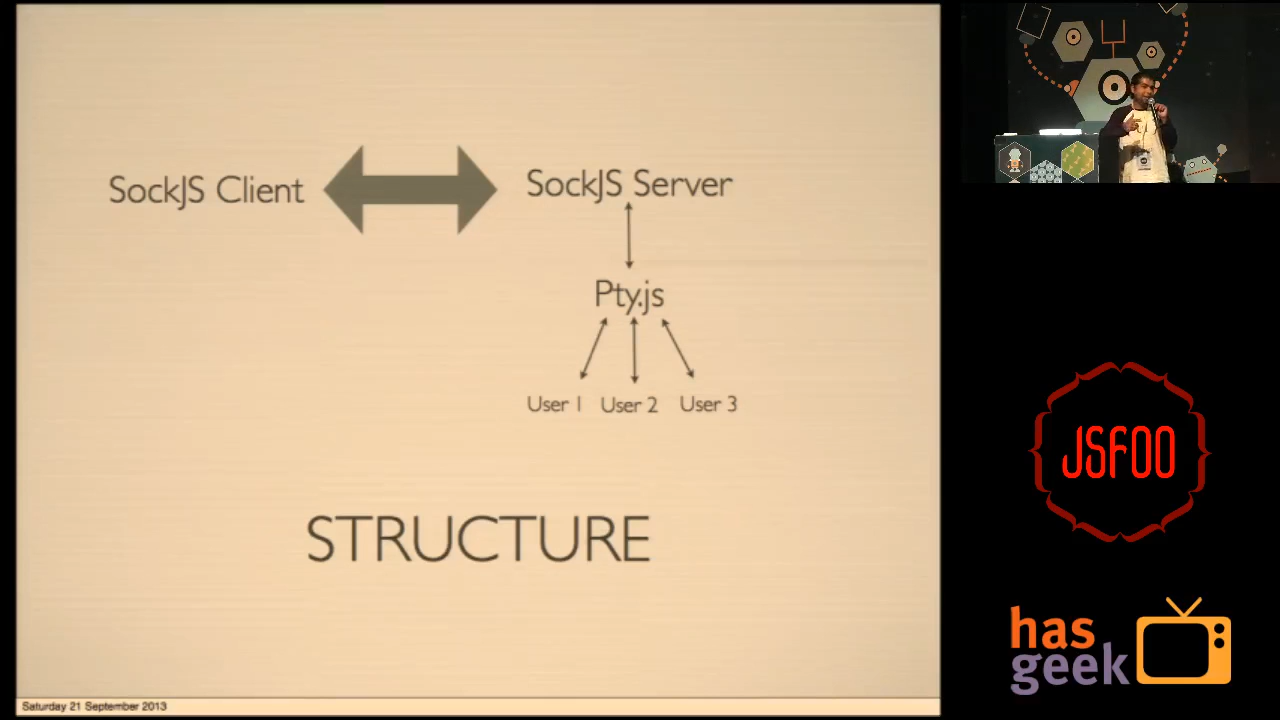 SockJS Client
SockJS Server
Pty.js
User 1
User 2
User 3
STRUCTURE
Saturday 21 September 2013
JSFOO
has
geek